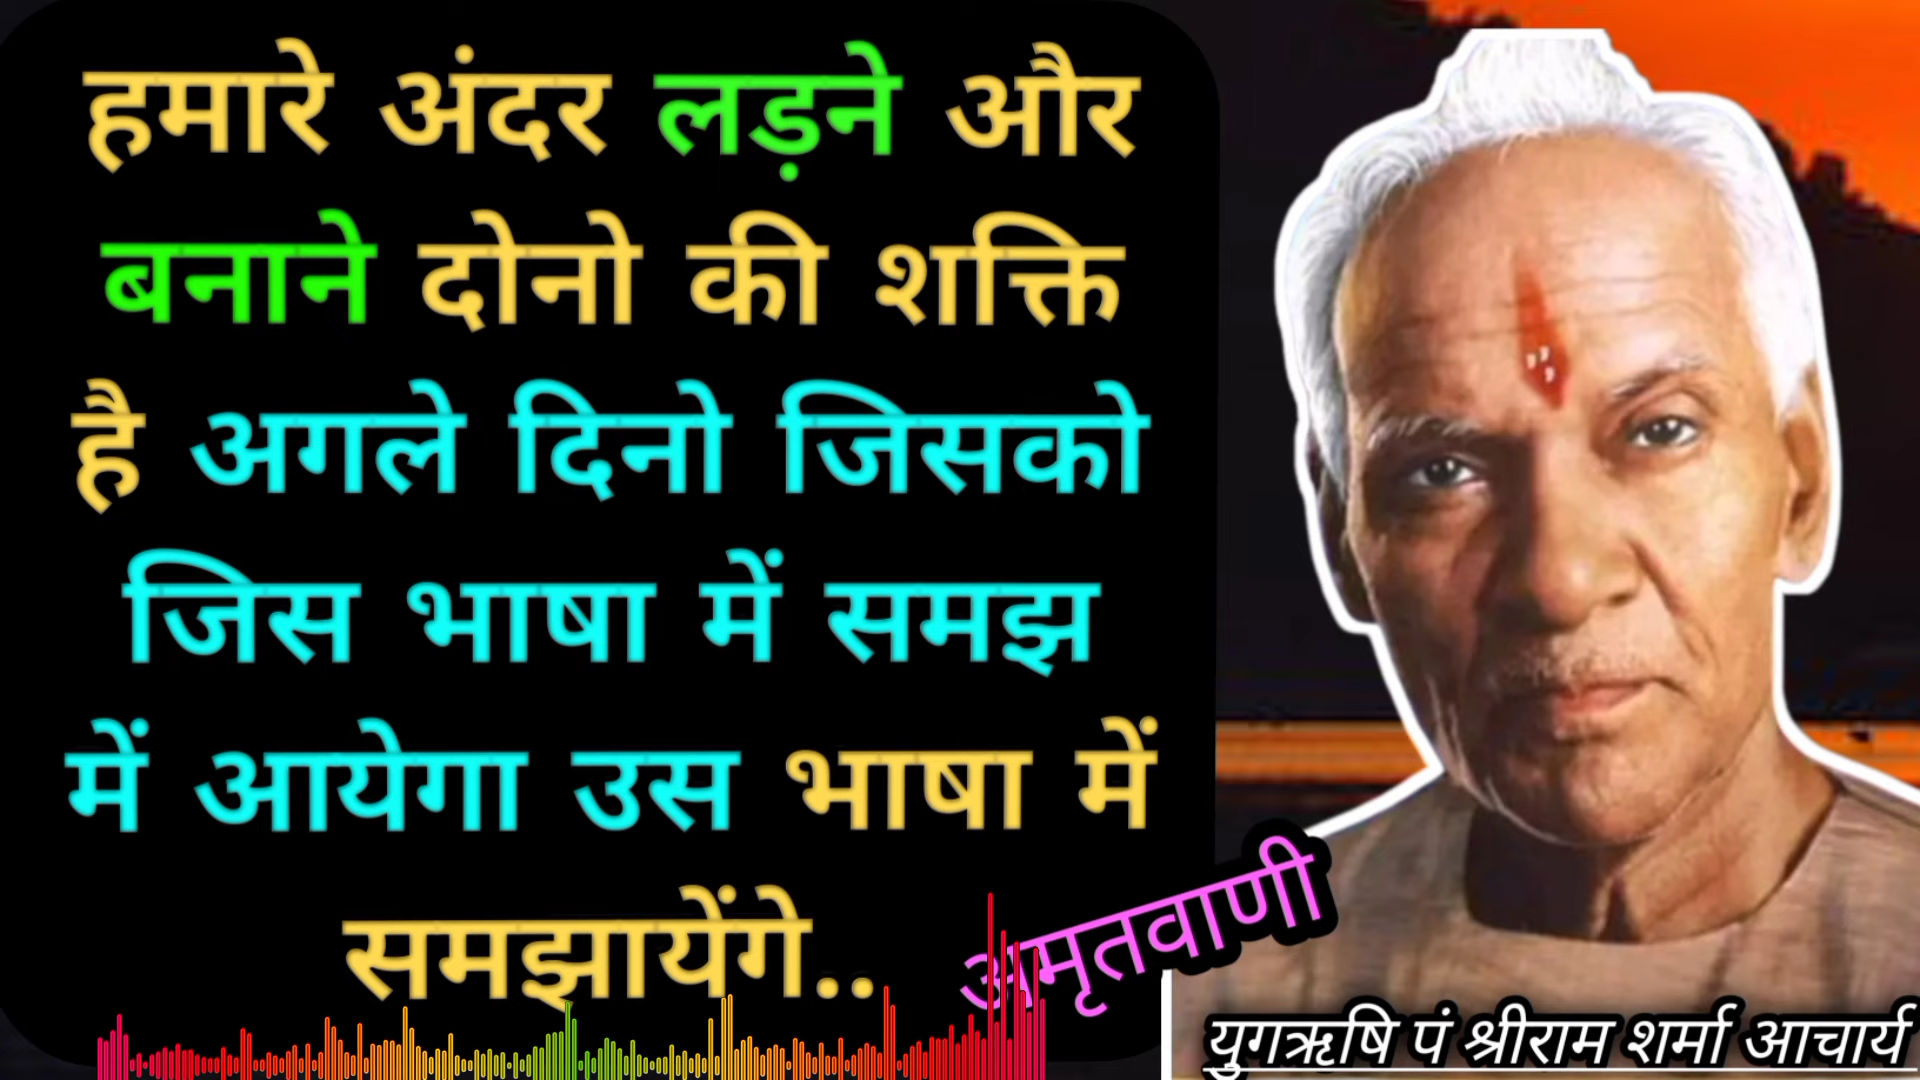 हमारे अंदर लड़ने और
बनाने दोनो की शक्ति
है अगले दिनो जिसको
जिस भाषा में समझ
में आयेगा उस भाषा में
समझायेंगे..
अमृतवाणी
युगऋषि पं श्रीराम शर्मा आचार्य